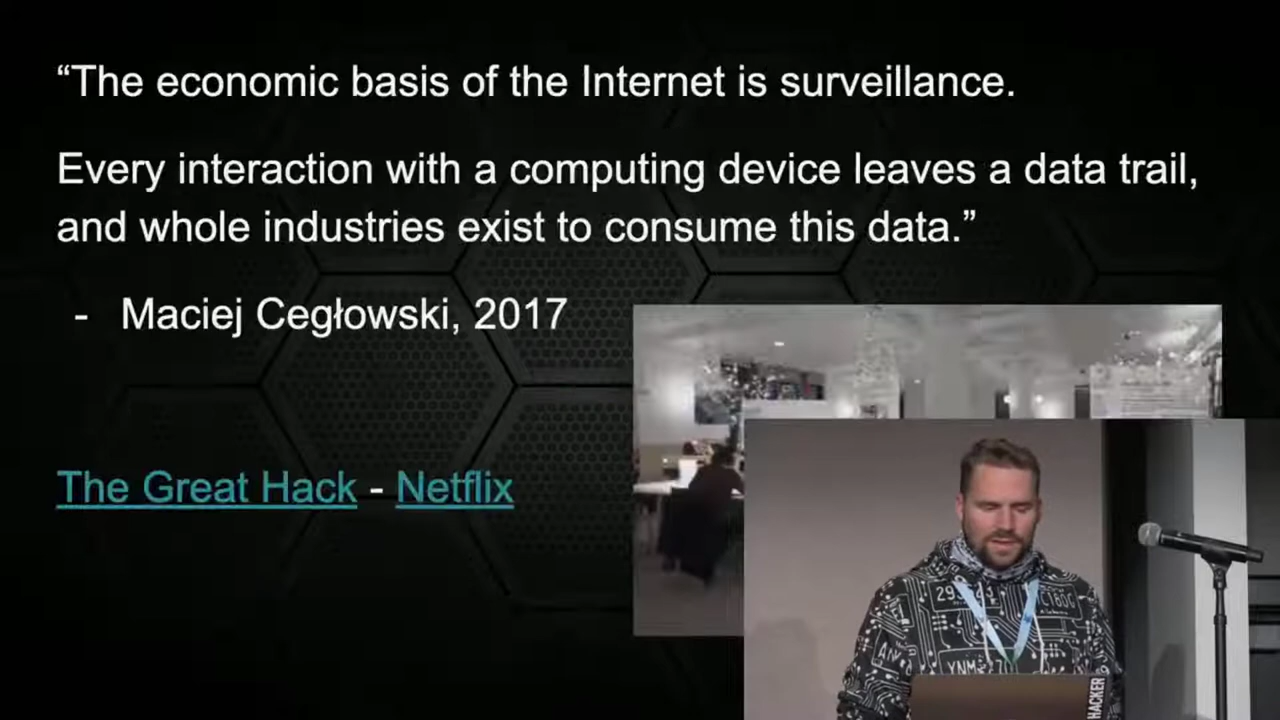 “The economic basis of the Internet is surveillance.
Every interaction with a computing device leaves a data trail,
and whole industries exist to consume this data.”
- Maciej Cegłowski, 2017
The Great Hack - Netflix
HACKER